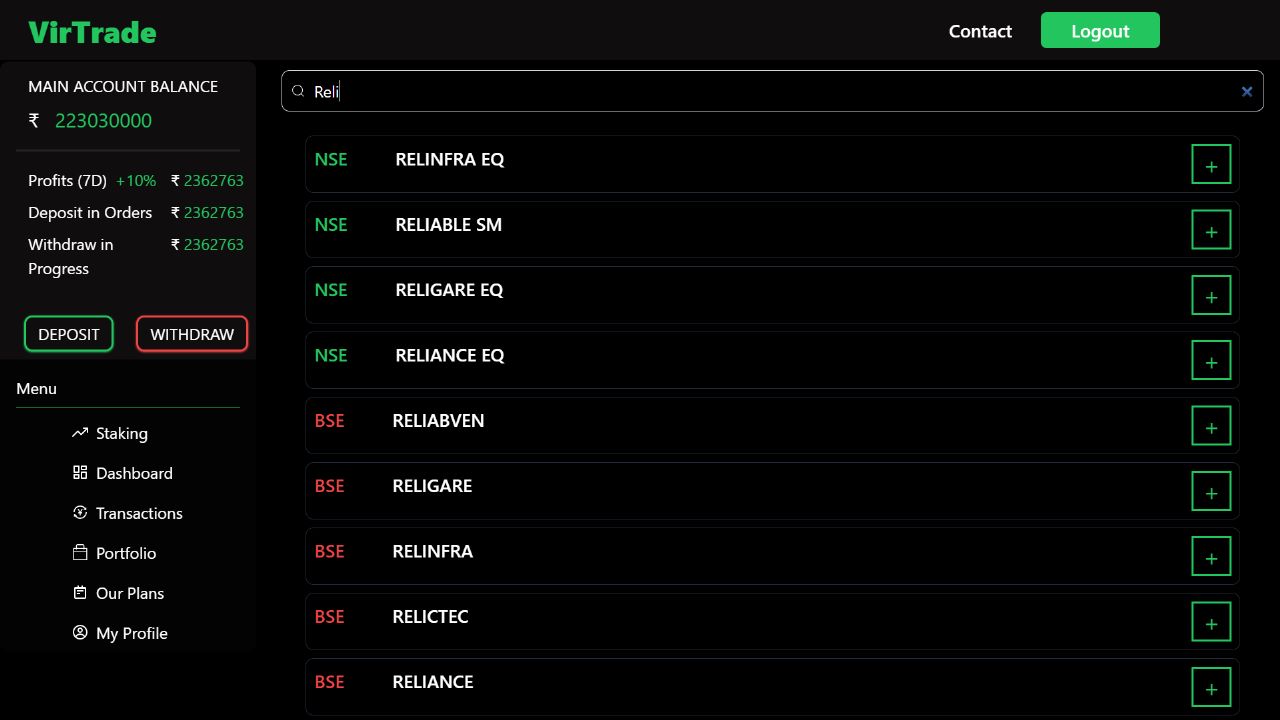 VirTrade
Contact
Logout
MAIN ACCOUNT BALANCE
₹ 223030000
Profits (7D) +10% ₹ 2362763
Deposit in Orders ₹ 2362763
Withdraw in ₹ 2362763
Progress
DEPOSIT WITHDRAW
Menu
Staking
Dashboard
Transactions
Portfolio
Our Plans
My Profile
Reli
NSE RELINFRA EQ +
NSE RELIABLE SM +
NSE RELIGARE EQ +
NSE RELIANCE EQ +
BSE RELIABVEN +
BSE RELIGARE +
BSE RELINFRA +
BSE RELICTEC +
BSE RELIANCE +